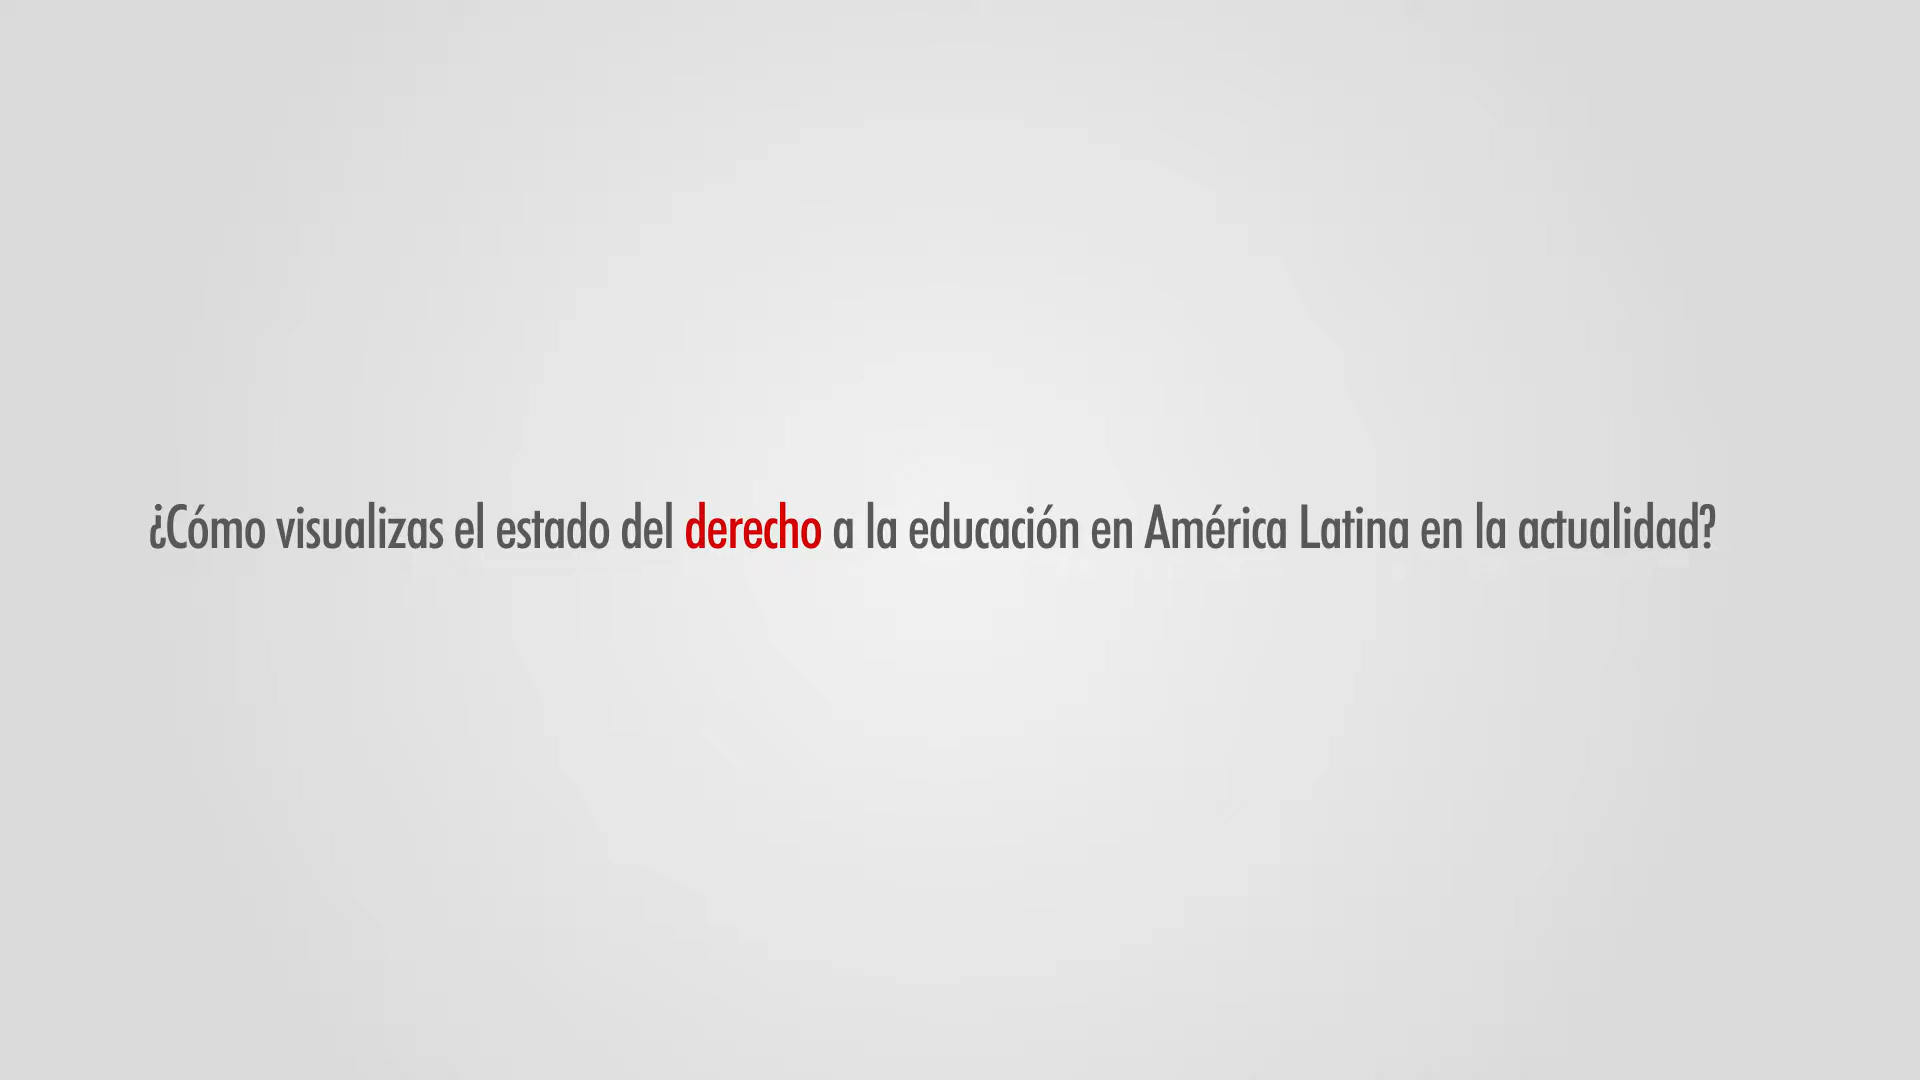 ¿Cómo visualizas el estado del derecho a la educación en América Latina en la actualidad?